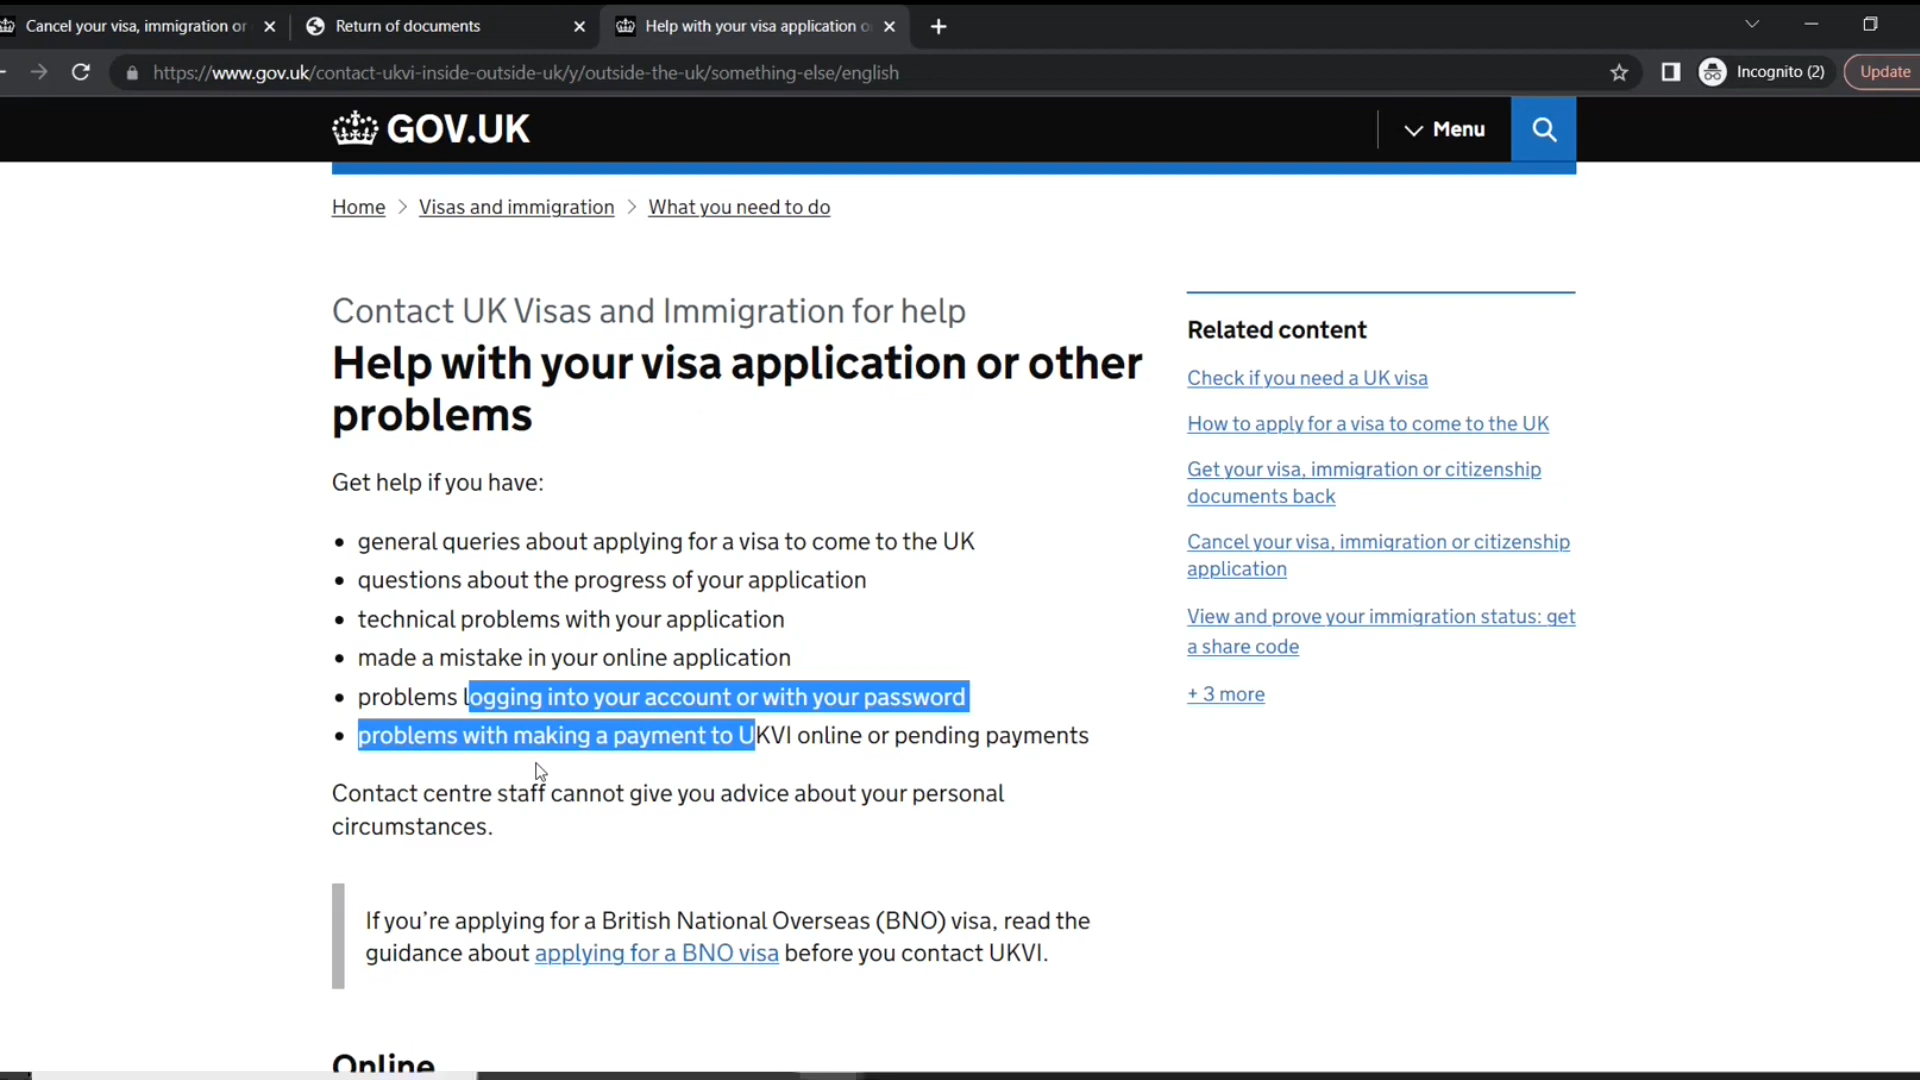 Cancel your visa, immigration or
Return of documents
Help with your visa application o
https://www.gov.uk/contact-ukvi-inside-outside-uk/y/outside-the-uk/something-else/english
Incognito (2)
Update
GOV.UK
Menu
Home > Visas and immigration > What you need to do
Contact UK Visas and Immigration for help
Help with your visa application or other
problems
Get help if you have:
• general queries about applying for a visa to come to the UK
• questions about the progress of your application
• technical problems with your application
• made a mistake in your online application
• problems logging into your account or with your password
• problems with making a payment to UKVI online or pending payments
Contact centre staff cannot give you advice about your personal
circumstances.
If you're applying for a British National Overseas (BNO) visa, read the
guidance about applying for a BNO visa before you contact UKVI.
Online
Related content
Check if you need a UK visa
How to apply for a visa to come to the UK
Get your visa, immigration or citizenship
documents back
Cancel your visa, immigration or citizenship
application
View and prove your immigration status: get
a share code
+ 3 more